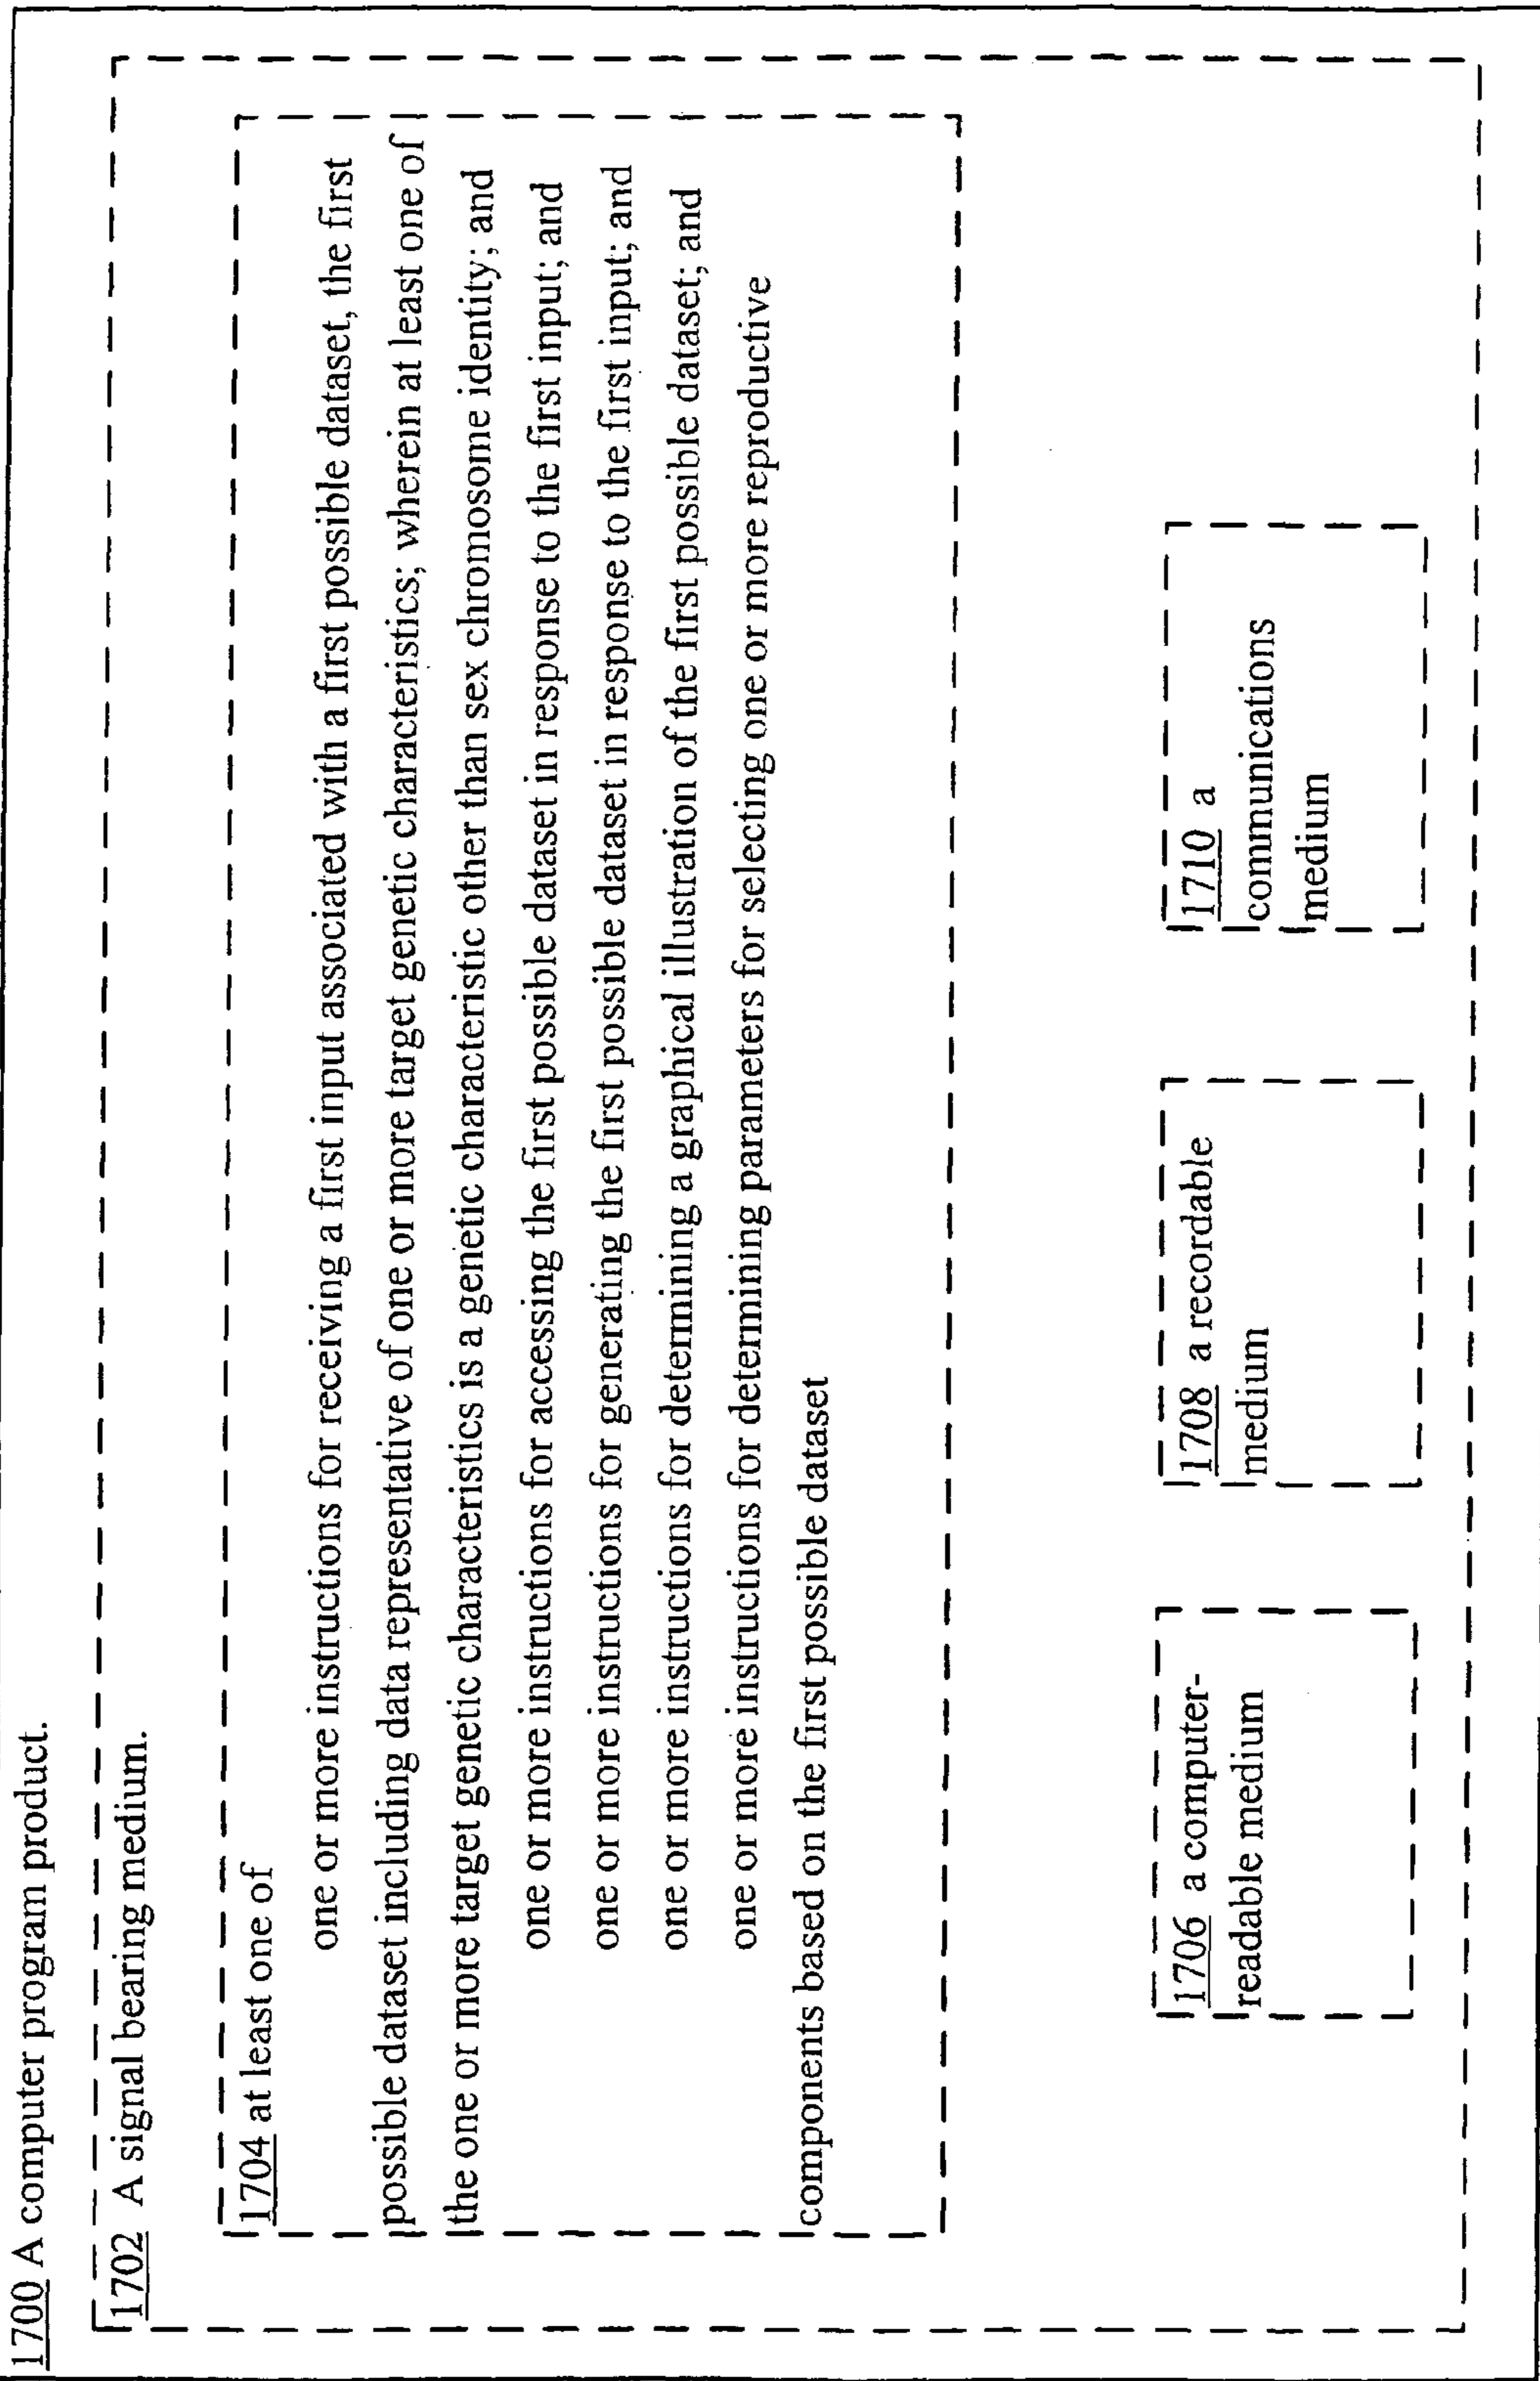 1700 A computer program product.
1702 A signal bearing medium.
1704 at least one of
one or more instructions for receiving a first input associated with a first possible dataset, the first
possible dataset including data representative of one or more target genetic characteristics; wherein at least one of
the one or more target genetic characteristics is a genetic characteristic other than sex chromosome identity; and
one or more instructions for accessing the first possible dataset in response to the first input; and
one or more instructions for generating the first possible dataset in response to the first input; and
one or more instructions for determining a graphical illustration of the first possible dataset; and
one or more instructions for determining parameters for selecting one or more reproductive
components based on the first possible dataset
1706 a computer-
readable medium
1708 a recordable
medium
1710 a
communications
medium